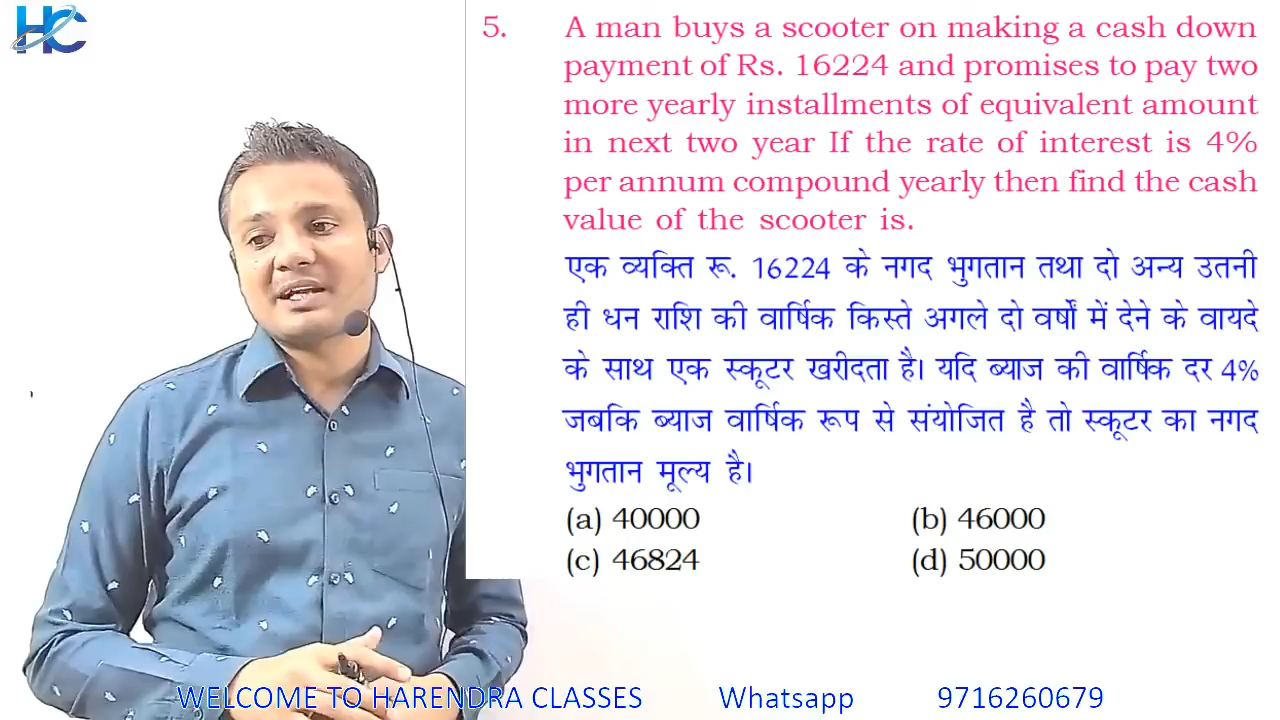 HC
5. A man buys a scooter on making a cash down
payment of Rs. 16224 and promises to pay two
more yearly installments of equivalent amount
in next two year If the rate of interest is 4%
per annum compound yearly then find the cash
value of the scooter is.
एक व्यक्ति रू. 16224 के नगद भुगतान तथा दो अन्य उतनी
ही धन राशि की वार्षिक किस्ते अगले दो वर्षों में देने के वायदे
के साथ एक स्कूटर खरीदता है। यदि ब्याज की वार्षिक दर 4%
जबकि ब्याज वार्षिक रूप से संयोजित है तो स्कूटर का नगद
भुगतान मूल्य है।
(a) 40000 (b) 46000
(c) 46824 (d) 50000
WELCOME TO HARENDRA CLASSES Whatsapp 9716260679